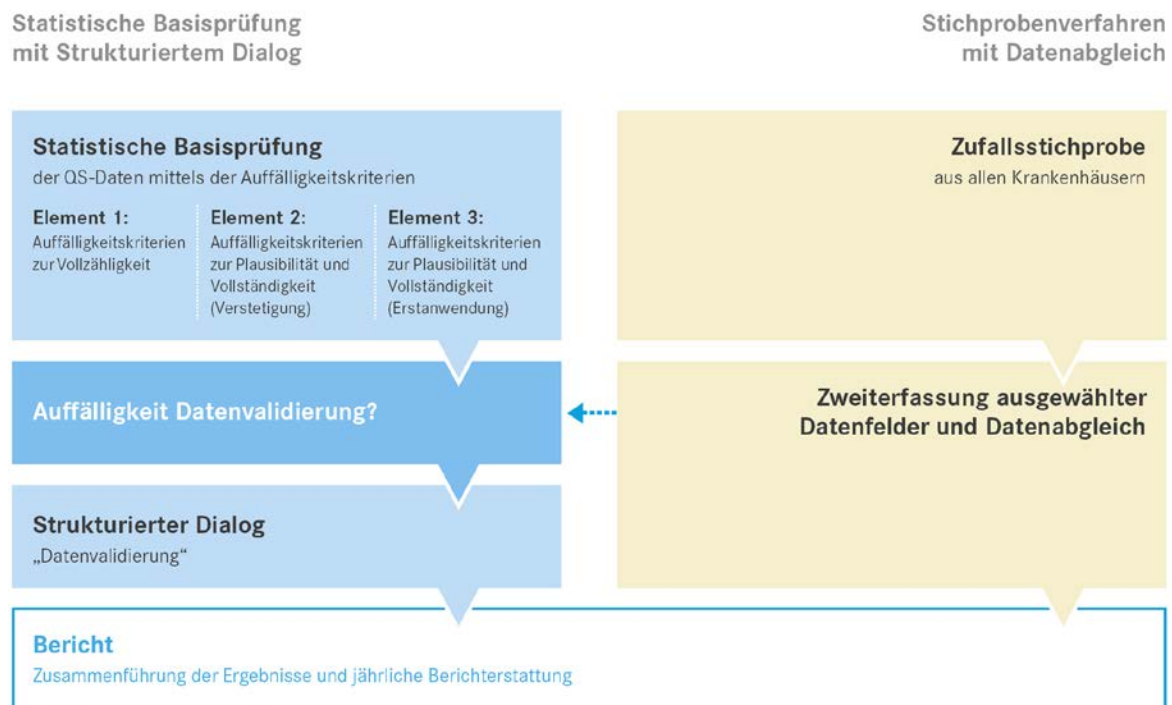 Statistische Basisprüfung
mit Strukturiertem Dialog
Stichprobenverfahren
mit Datenabgleich
Statistische Basisprüfung
der QS-Daten mittels der Auffälligkeitskriterien
Element 1:
Auffälligkeitskriterien
zur Vollzähligkeit
Element 2:
Auffälligkeitskriterien
zur Plausibilität und
Vollständigkeit
(Verstetigung)
Element 3:
Auffälligkeitskriterien
zur Plausibilität und
Vollständigkeit
(Erstanwendung)
Zufallsstichprobe
aus allen Krankenhäusern
Auffälligkeit Datenvalidierung?
Zweiterfassung ausgewählter
Datenfelder und Datenabgleich
Strukturierter Dialog
„Datenvalidierung“
Bericht
Zusammenführung der Ergebnisse und jährliche Berichterstattung